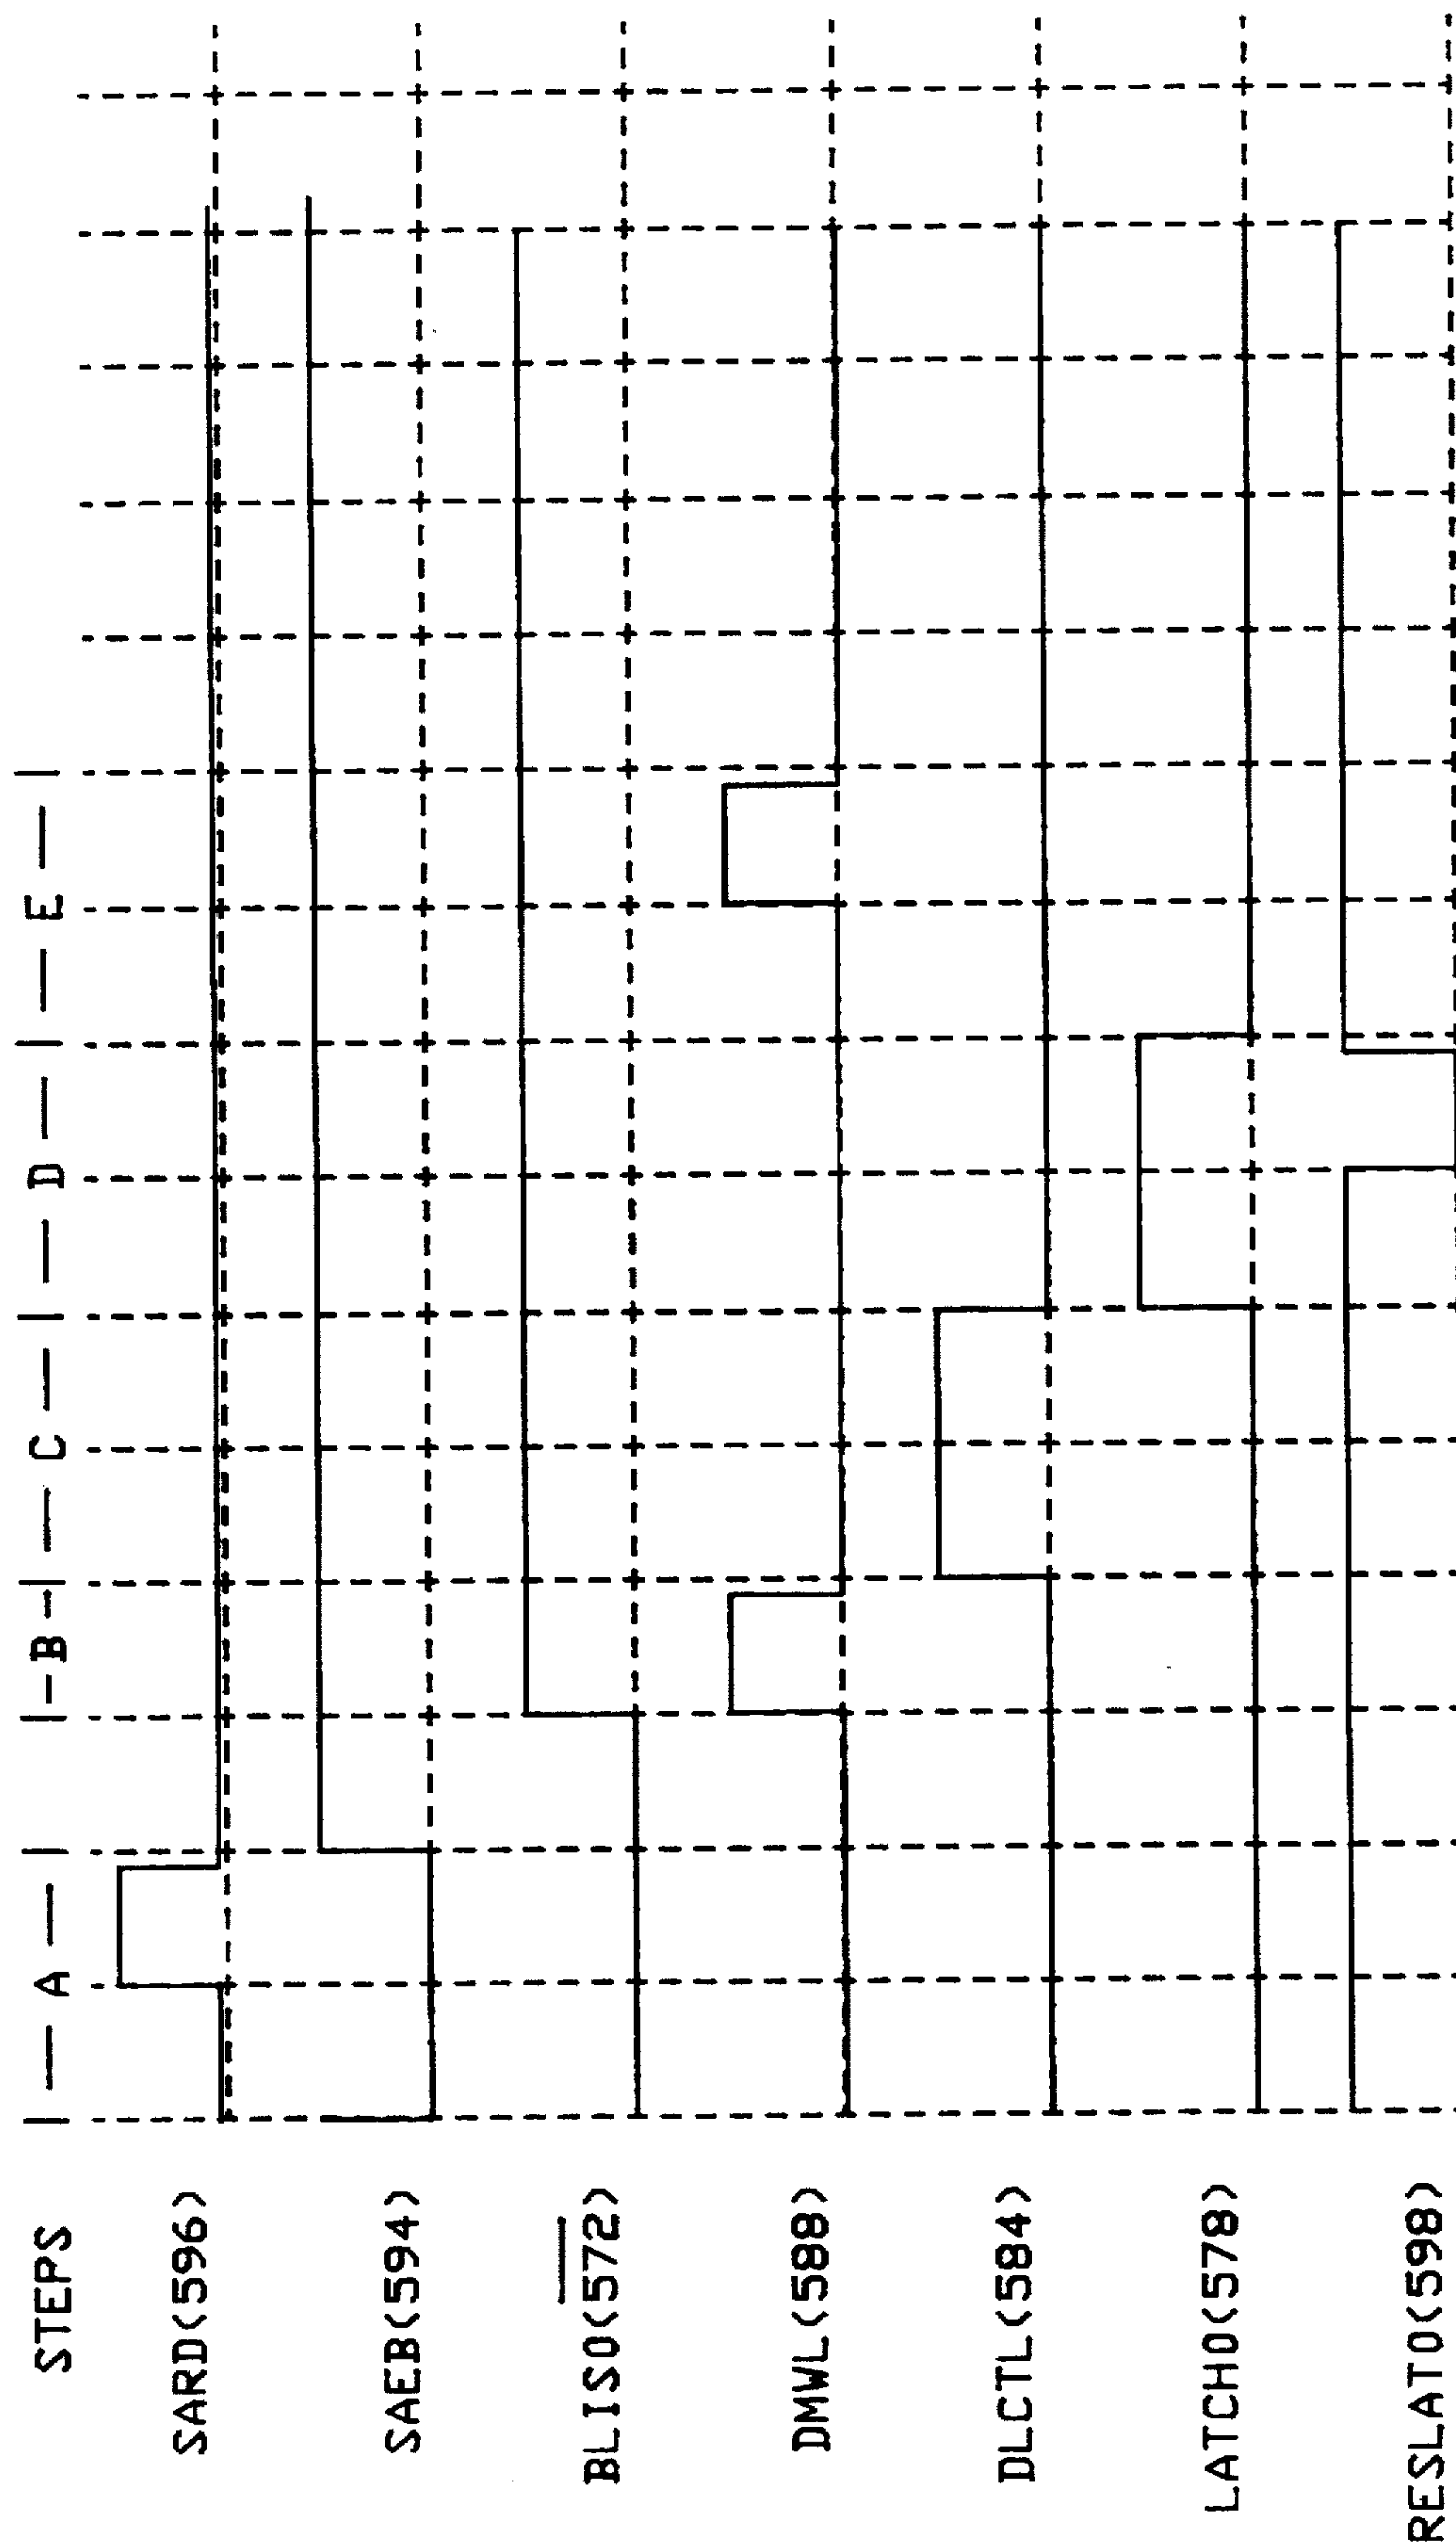 STEPS |— A —| |-B-|— C —|— D —|— E —|
SARD(596)
SAEB(594)
BLISO(572)
DMWL(588)
DLCTL(584)
LATCHO(578)
RESLATO(598)